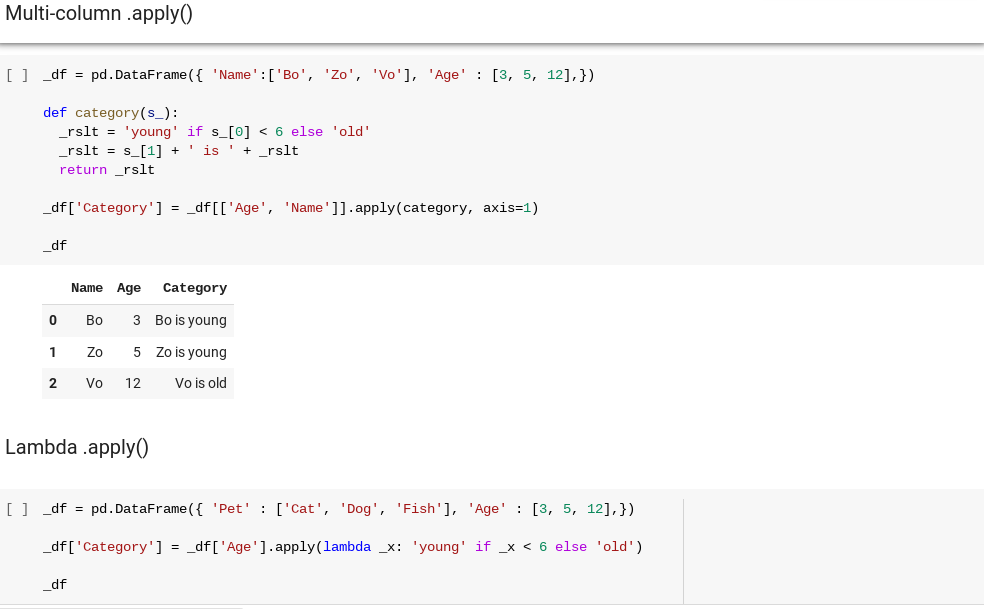 Multi-column .apply()
[ ] _df = pd.DataFrame({ 'Name':['Bo', 'Zo', 'Vo'], 'Age' : [3, 5, 12],})
def category(s_):
_rslt = 'young' if s_[0] < 6 else 'old'
_rslt = s_[1] + ' is ' + _rslt
return _rslt
_df['Category'] = _df[['Age', 'Name']].apply(category, axis=1)
_df
Name Age Category
0 Bo 3 Bo is young
1 Zo 5 Zo is young
2 Vo 12 Vo is old
Lambda .apply()
[ ] _df = pd.DataFrame({ 'Pet' : ['Cat', 'Dog', 'Fish'], 'Age' : [3, 5, 12],})
_df['Category'] = _df['Age'].apply(lambda _x: 'young' if _x < 6 else 'old')
_df